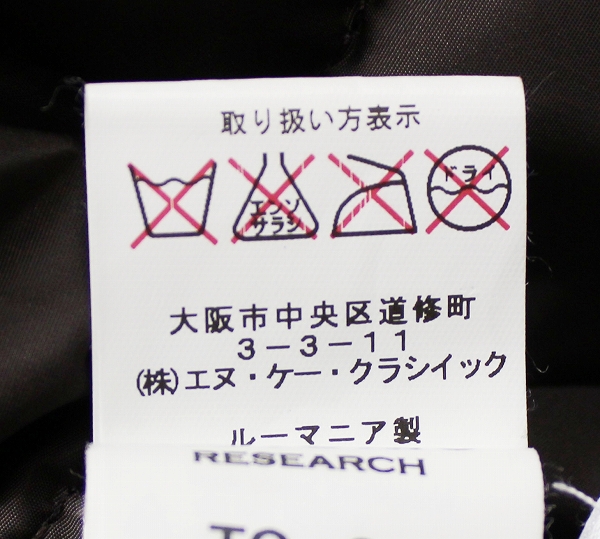 取り扱い方表示
エンソ
サラシ
ドライ
大阪市中央区道修町
3-3-11
(株)エヌ・ケー・クラシイック
ルーマニア製
RESEARCH